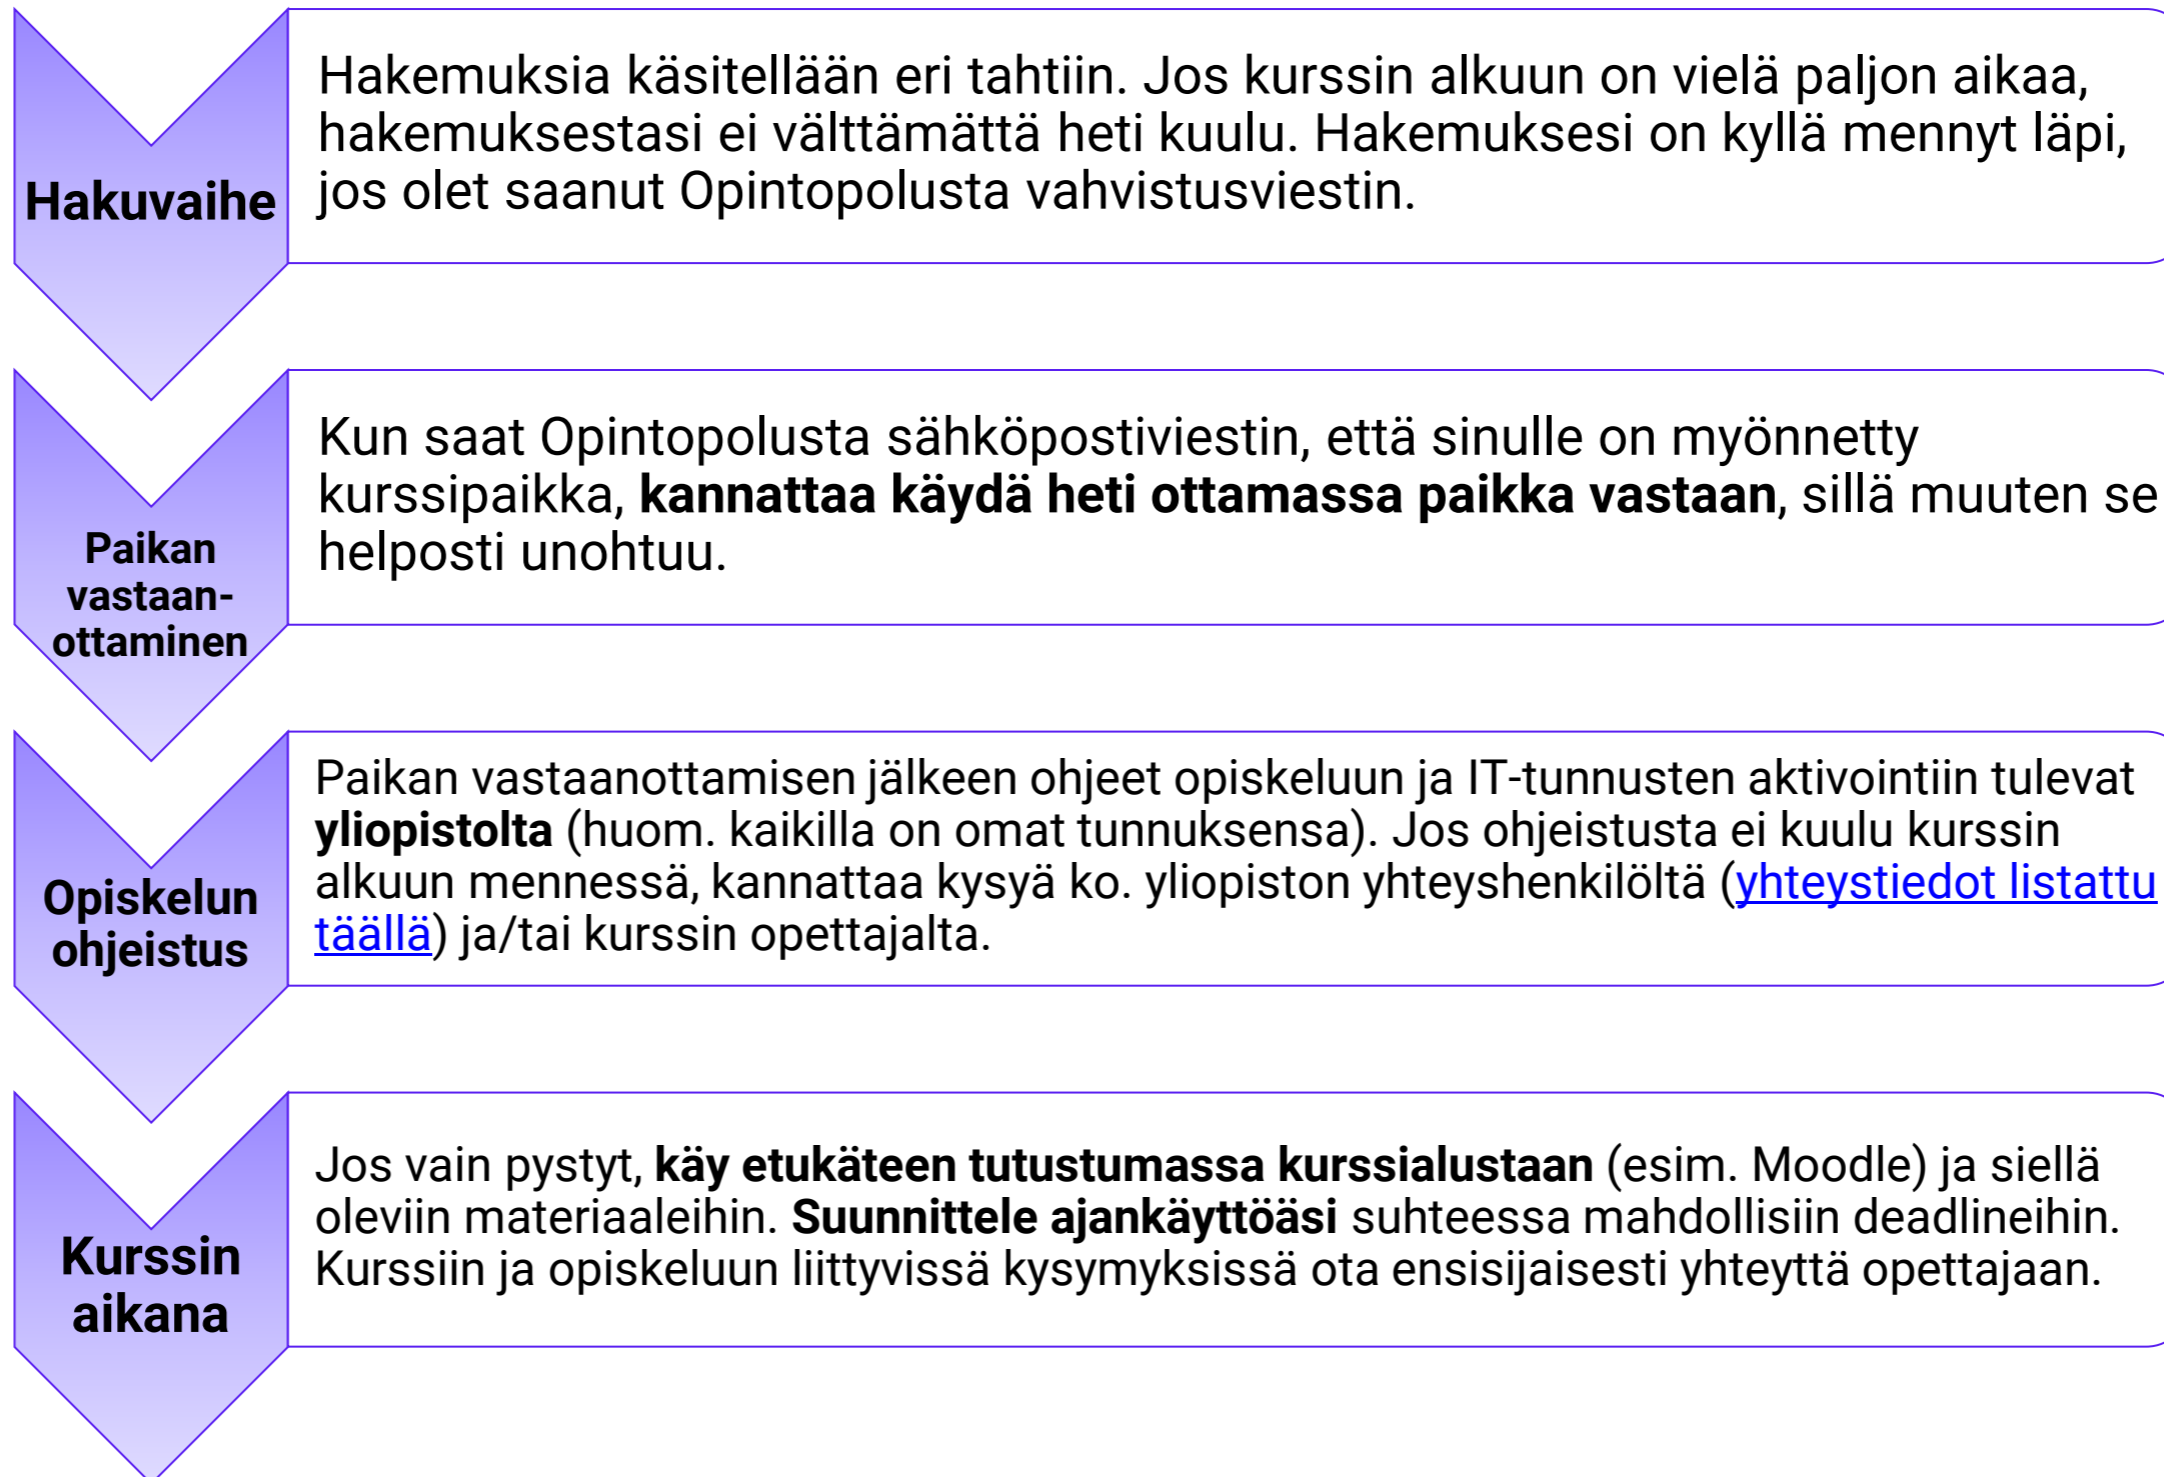 Hakuvaihe
Hakemuksia käsitellään eri tahtiin. Jos kurssin alkuun on vielä paljon aikaa,
hakemuksestasi ei välttämättä heti kuulu. Hakemuksesi on kyllä mennyt läpi,
jos olet saanut Opintopolusta vahvistusviestin.
Paikan
vastaan-
ottaminen
Kun saat Opintopolusta sähköpostiviestin, että sinulle on myönnetty
kurssipaikka, kannattaa käydä heti ottamassa paikka vastaan, sillä muuten se
helposti unohtuu.
Opiskelun
ohjeistus
Paikan vastaanottamisen jälkeen ohjeet opiskeluun ja IT-tunnusten aktivointiin tulevat
yliopistolta (huom. kaikilla on omat tunnuksensa). Jos ohjeistusta ei kuulu kurssin
alkuun mennessä, kannattaa kysyä ko. yliopiston yhteyshenkilöltä (yhteystiedot listattu
täällä) ja/tai kurssin opettajalta.
Kurssin
aikana
Jos vain pystyt, käy etukäteen tutustumassa kurssialustaan (esim. Moodle) ja siellä
oleviin materiaaleihin. Suunnittele ajankäyttöäsi suhteessa mahdollisiin deadlineihin.
Kurssiin ja opiskeluun liittyvissä kysymyksissä ota ensisijaisesti yhteyttä opettajaan.